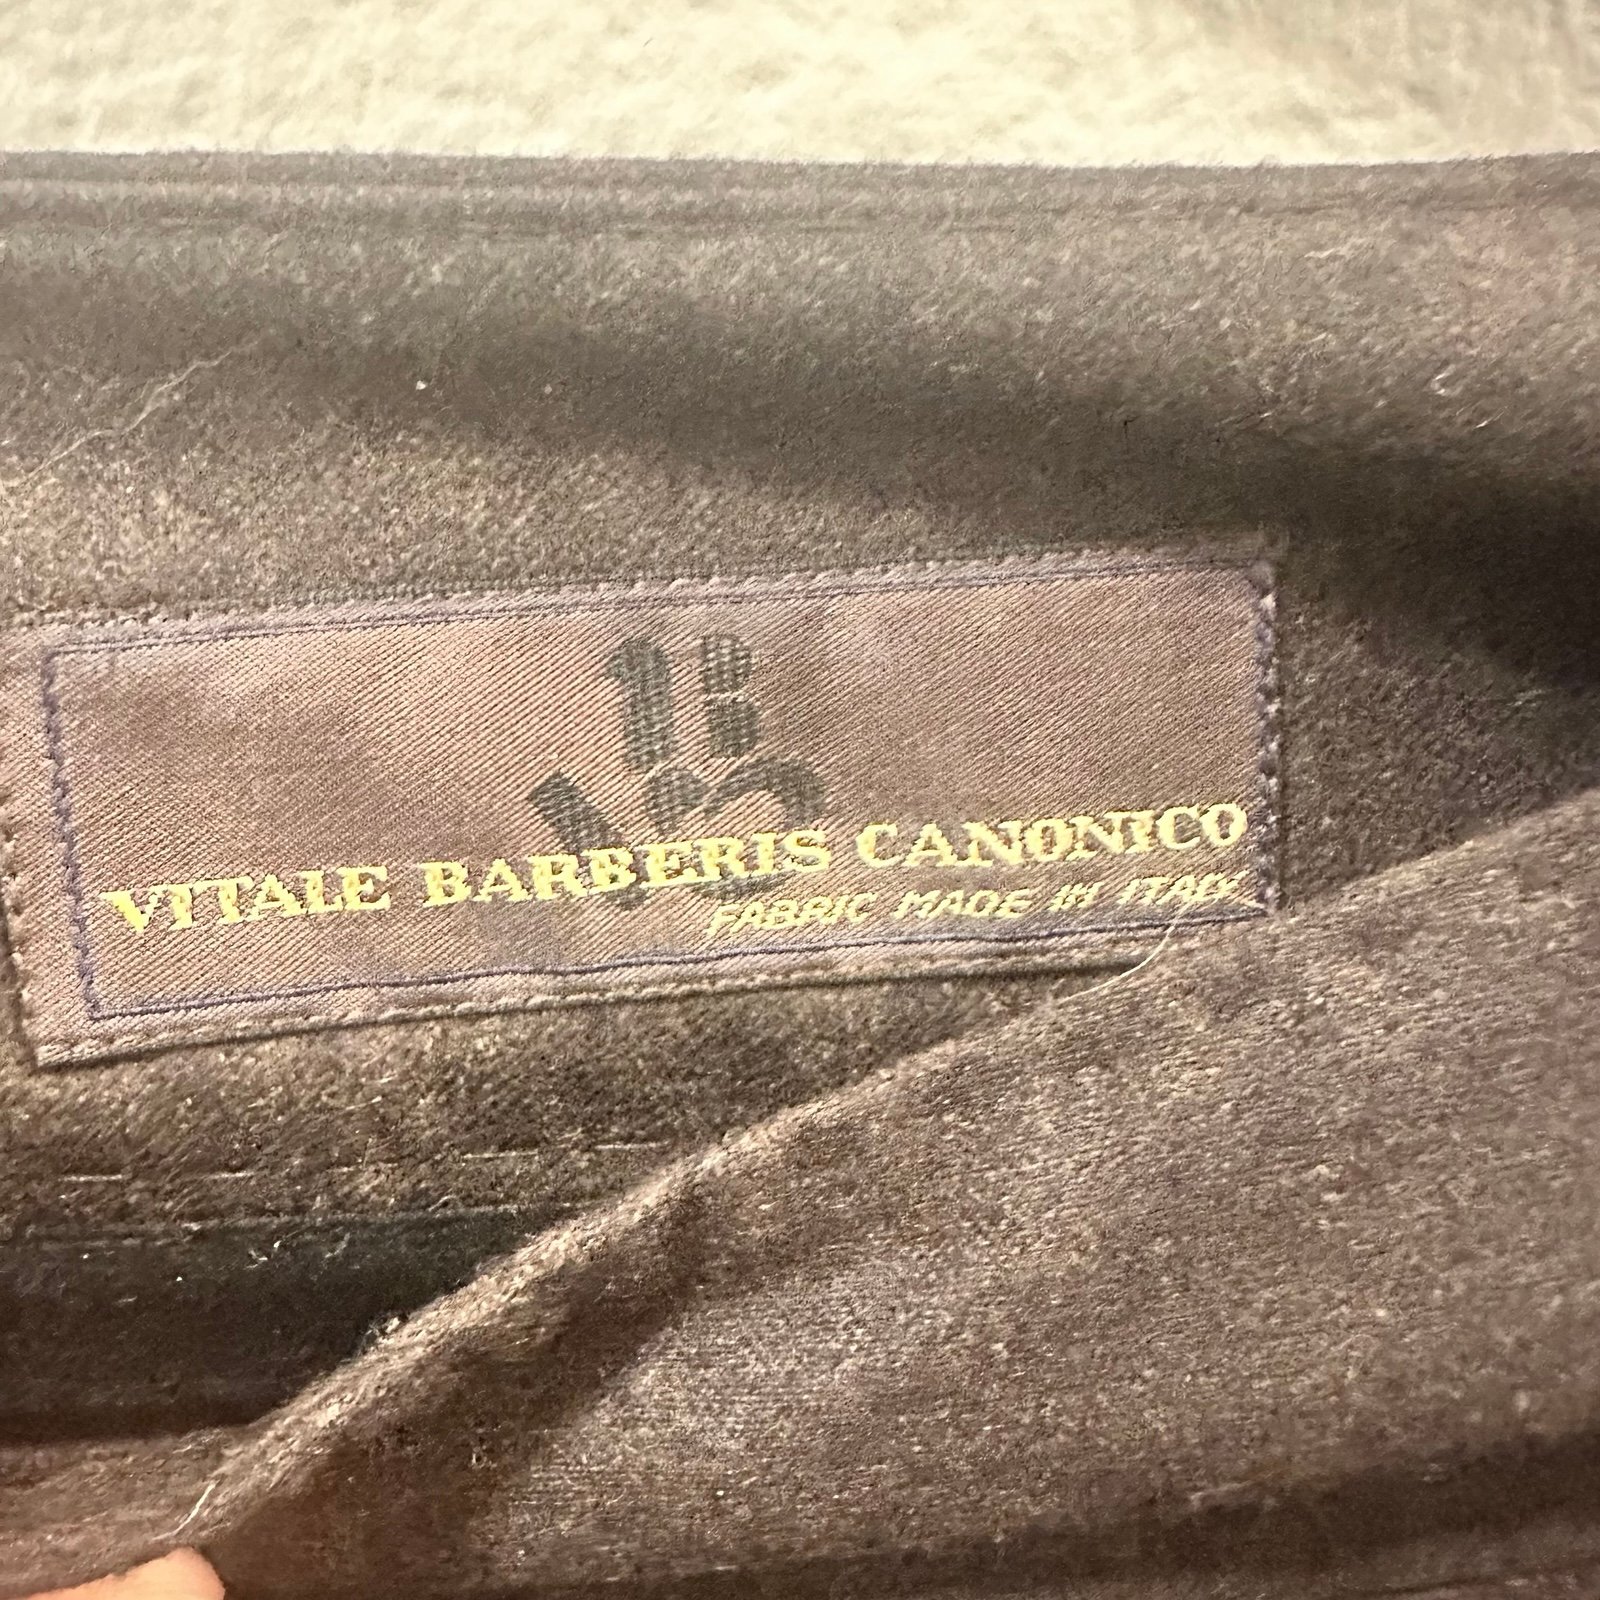 VITALE BARBERIS CANONICO
FABRIC MADE IN ITALY